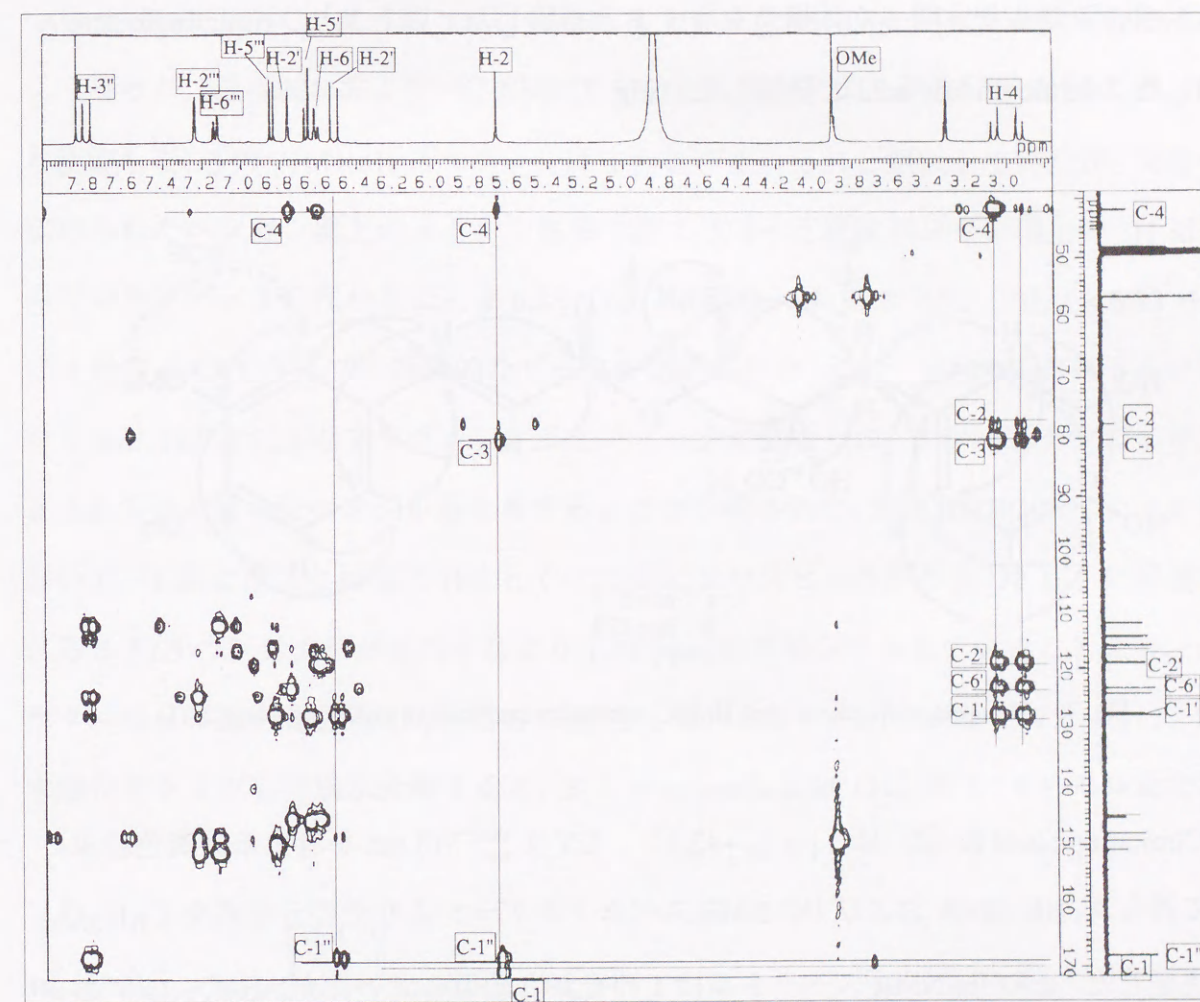 H-5'
H-5'''
H-2'
H-6
H-2'
H-2
OMe
H-3''
H-2'''
H-6'''
H-4
ppm
7.8 7.6 7.4 7.2 7.0 6.8 6.6 6.4 6.2 6.0 5.8 5.6 5.4 5.2 5.0 4.8 4.6 4.4 4.2 4.0 3.8 3.6 3.4 3.2 3.0
ppm
C-4
C-4
C-4
C-4
50
60
70
C-2
C-3
C-3
80
C-3
90
100
110
120
130
140
150
160
170
C-2'
C-6'
C-1'
C-2'
C-6'
C-1'
C-1''
C-1''
C-1
C-1''
C-1